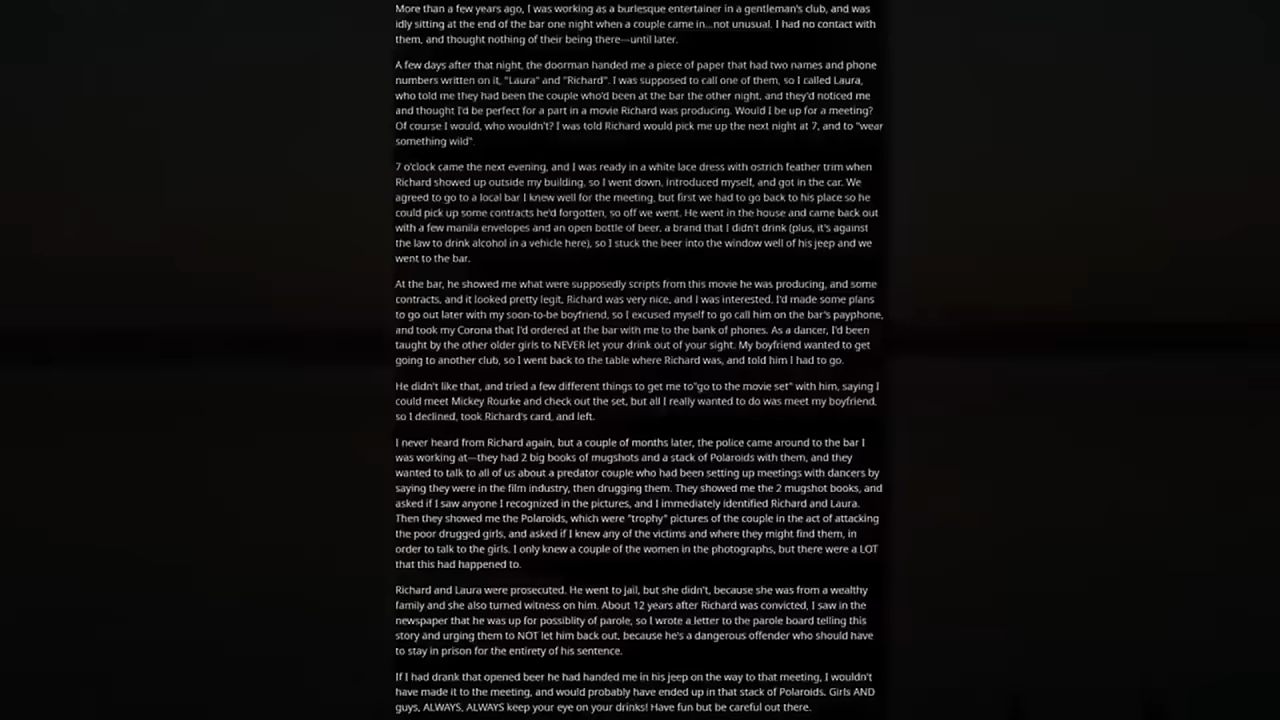 More than a few years ago, I was working as a burlesque entertainer in a gentleman's club, and was
idly sitting at the end of the bar one night when a couple came in...not unusual. I had no contact with
them, and thought nothing of their being there—until later.
A few days after that night, the doorman handed me a piece of paper that had two names and phone
numbers written on it, "Laura" and "Richard". I was supposed to call one of them, so I called Laura,
who told me they had been the couple who'd been at the bar the other night, and they'd noticed me
and thought I'd be perfect for a part in a movie Richard was producing. Would I be up for a meeting?
Of course I would, who wouldn't? I was told Richard would pick me up the next night at 7, and to "wear
something wild".
7 o'clock came the next evening, and I was ready in a white lace dress with ostrich feather trim when
Richard showed up outside my building, so I went down, introduced myself, and got in the car. We
agreed to go to a local bar I knew well for the meeting, but first we had to go back to his place so he
could pick up some contracts he'd forgotten, so off we went. He went in the house and came back out
with a few manila envelopes and an open bottle of beer, a brand that I didn't drink (plus, it's against
the law to drink alcohol in a vehicle here), so I stuck the beer into the window well of his jeep and we
went to the bar.
At the bar, he showed me what were supposedly scripts from this movie he was producing, and some
contracts, and it looked pretty legit, Richard was very nice, and I was interested. I'd made some plans
to go out later with my soon-to-be boyfriend, so I excused myself to go call him on the bar's payphone,
and took my Corona that I'd ordered at the bar with me to the bank of phones. As a dancer, I'd been
taught by the other older girls to NEVER let your drink out of your sight. My boyfriend wanted to get
going to another club, so I went back to the table where Richard was, and told him I had to go.
He didn't like that, and tried a few different things to get me to"go to the movie set" with him, saying I
could meet Mickey Rourke and check out the set, but all I really wanted to do was meet my boyfriend,
so I declined, took Richard's card, and left.
I never heard from Richard again, but a couple of months later, the police came around to the bar I
was working at—they had 2 big books of mugshots and a stack of Polaroids with them, and they
wanted to talk to all of us about a predator couple who had been setting up meetings with dancers by
saying they were in the film industry, then drugging them. They showed me the 2 mugshot books, and
asked if I saw anyone I recognized in the pictures, and I immediately identified Richard and Laura.
Then they showed me the Polaroids, which were "trophy" pictures of the couple in the act of attacking
the poor drugged girls, and asked if I knew any of the victims and where they might find them, in
order to talk to the girls. I only knew a couple of the women in the photographs, but there were a LOT
that this had happened to.
Richard and Laura were prosecuted. He went to jail, but she didn't, because she was from a wealthy
family and she also turned witness on him. About 12 years after Richard was convicted, I saw in the
newspaper that he was up for possiblity of parole, so I wrote a letter to the parole board telling this
story and urging them to NOT let him back out, because he's a dangerous offender who should have
to stay in prison for the entirety of his sentence.
If I had drank that opened beer he had handed me in his jeep on the way to that meeting, I wouldn't
have made it to the meeting, and would probably have ended up in that stack of Polaroids. Girls AND
guys, ALWAYS, ALWAYS keep your eye on your drinks! Have fun but be careful out there.